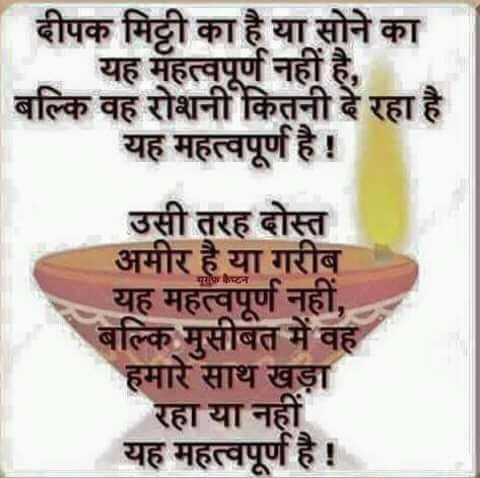 दीपक मिट्टी का है या सोने का
यह महत्वपूर्ण नहीं है,
बल्कि वह रोशनी कितनी दे रहा है
यह महत्वपूर्ण है !
उसी तरह दोस्त
अमीर है या गरीब
यूसुफ़ कैप्टन
यह महत्वपूर्ण नहीं,
बल्कि मुसीबत में वह
हमारे साथ खड़ा
रहा या नहीं
यह महत्वपूर्ण है !